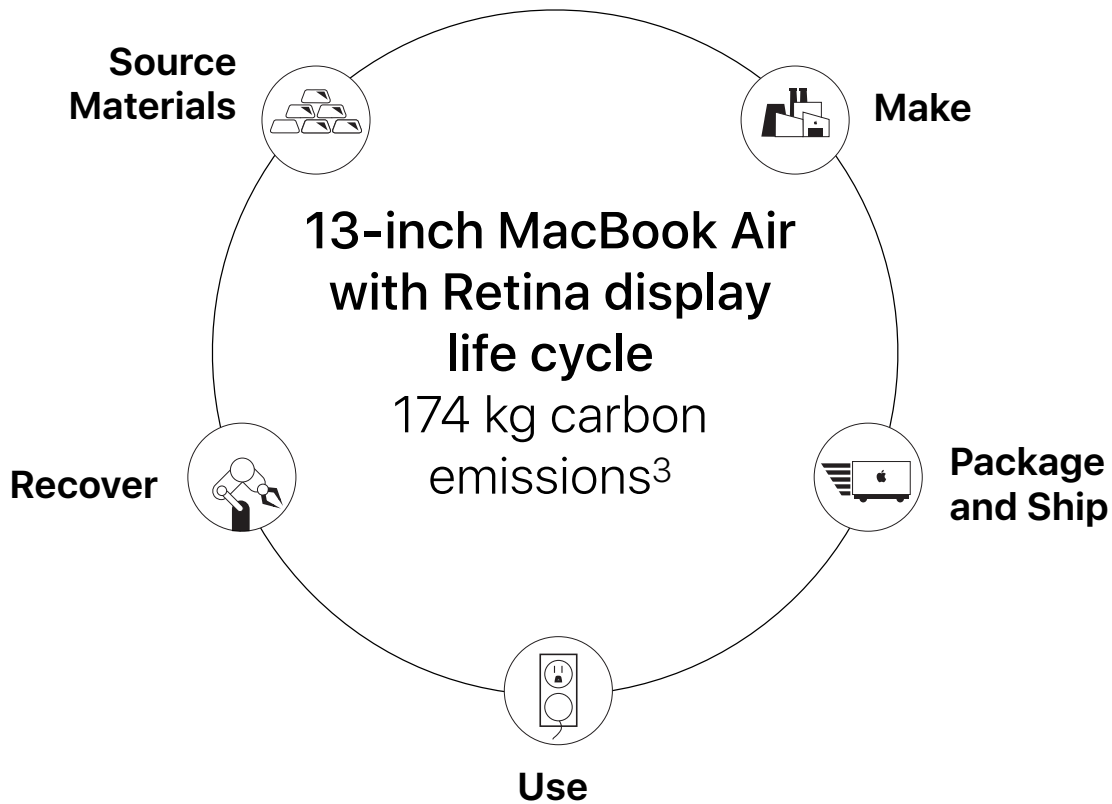 Source
Materials
Make
13-inch MacBook Air
with Retina display
life cycle
174 kg carbon
emissions³
Recover
Package
and Ship
Use